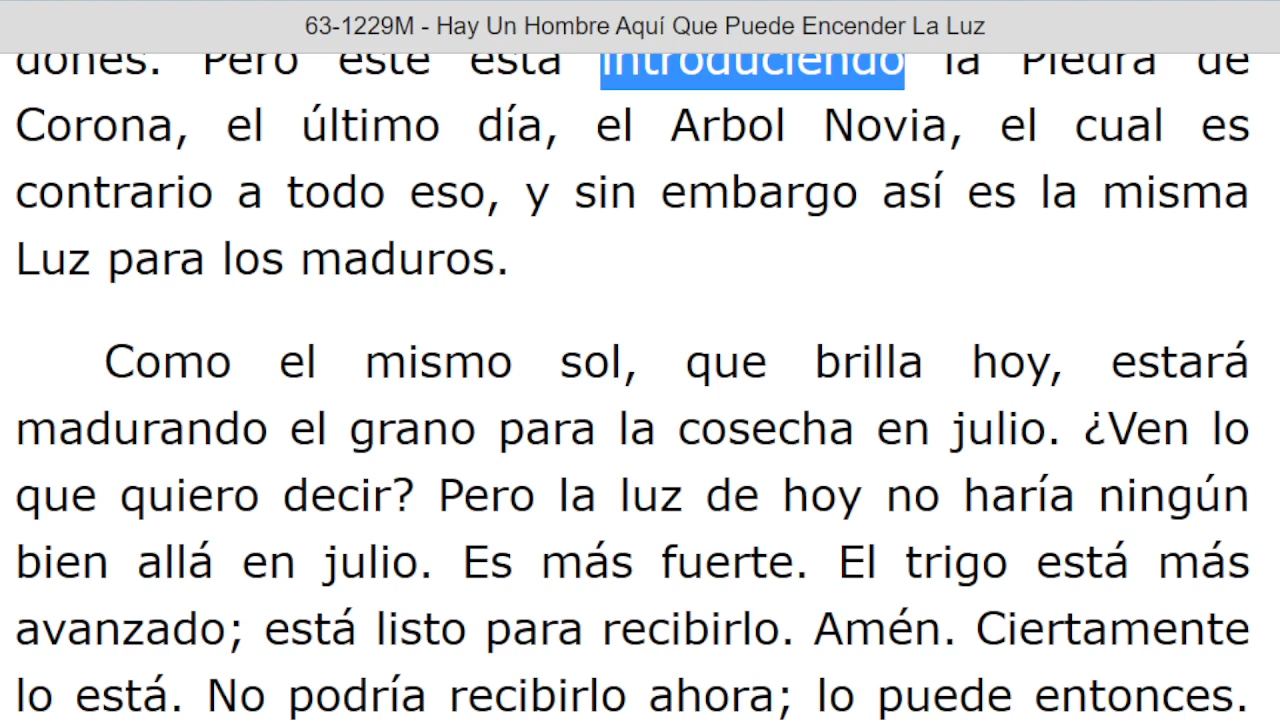 63-1229M - Hay Un Hombre Aquí Que Puede Encender La Luz
dones. Pero éste está introduciendo la Piedra de
Corona, el último día, el Arbol Novia, el cual es
contrario a todo eso, y sin embargo así es la misma
Luz para los maduros.
Como el mismo sol, que brilla hoy, estará
madurando el grano para la cosecha en julio. ¿Ven lo
que quiero decir? Pero la luz de hoy no haría ningún
bien allá en julio. Es más fuerte. El trigo está más
avanzado; está listo para recibirlo. Amén. Ciertamente
lo está. No podría recibirlo ahora; lo puede entonces.